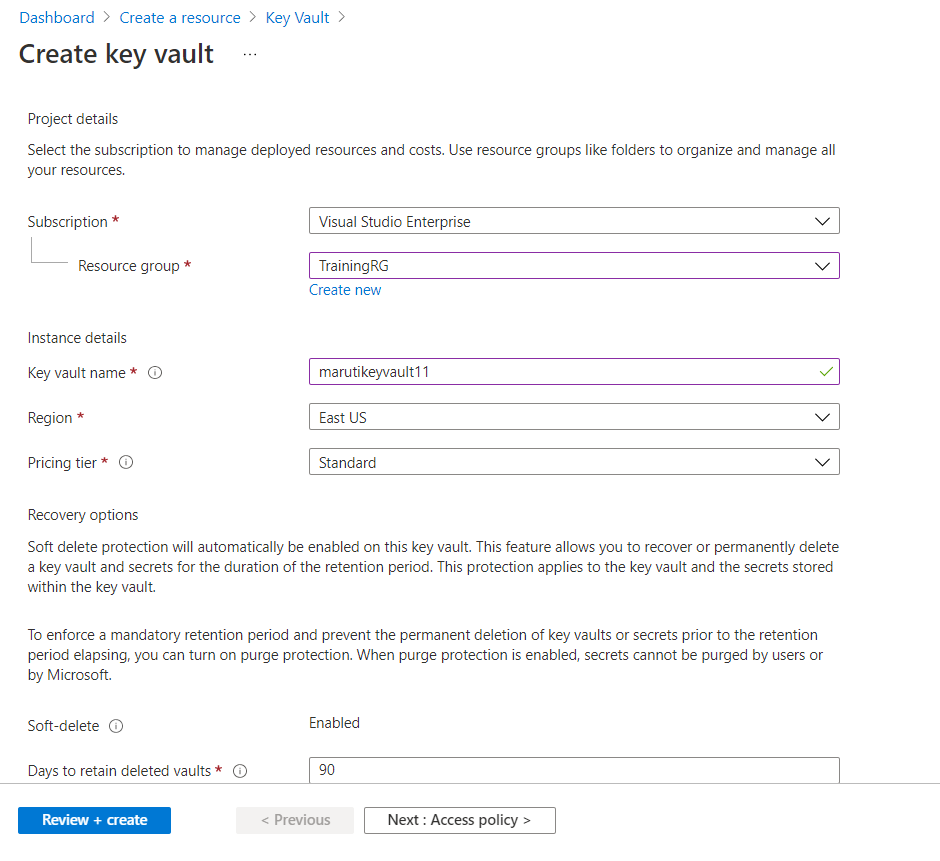 Dashboard > Create a resource > Key Vault >
Create key vault ...
Project details
Select the subscription to manage deployed resources and costs. Use resource groups like folders to organize and manage all
your resources.
Subscription * Visual Studio Enterprise
Resource group * TrainingRG
Create new
Instance details
Key vault name * marutikeyvault11
Region * East US
Pricing tier * Standard
Recovery options
Soft delete protection will automatically be enabled on this key vault. This feature allows you to recover or permanently delete
a key vault and secrets for the duration of the retention period. This protection applies to the key vault and the secrets stored
within the key vault.
To enforce a mandatory retention period and prevent the permanent deletion of key vaults or secrets prior to the retention
period elapsing, you can turn on purge protection. When purge protection is enabled, secrets cannot be purged by users or
by Microsoft.
Soft-delete Enabled
Days to retain deleted vaults * 90
Review + create < Previous Next : Access policy >